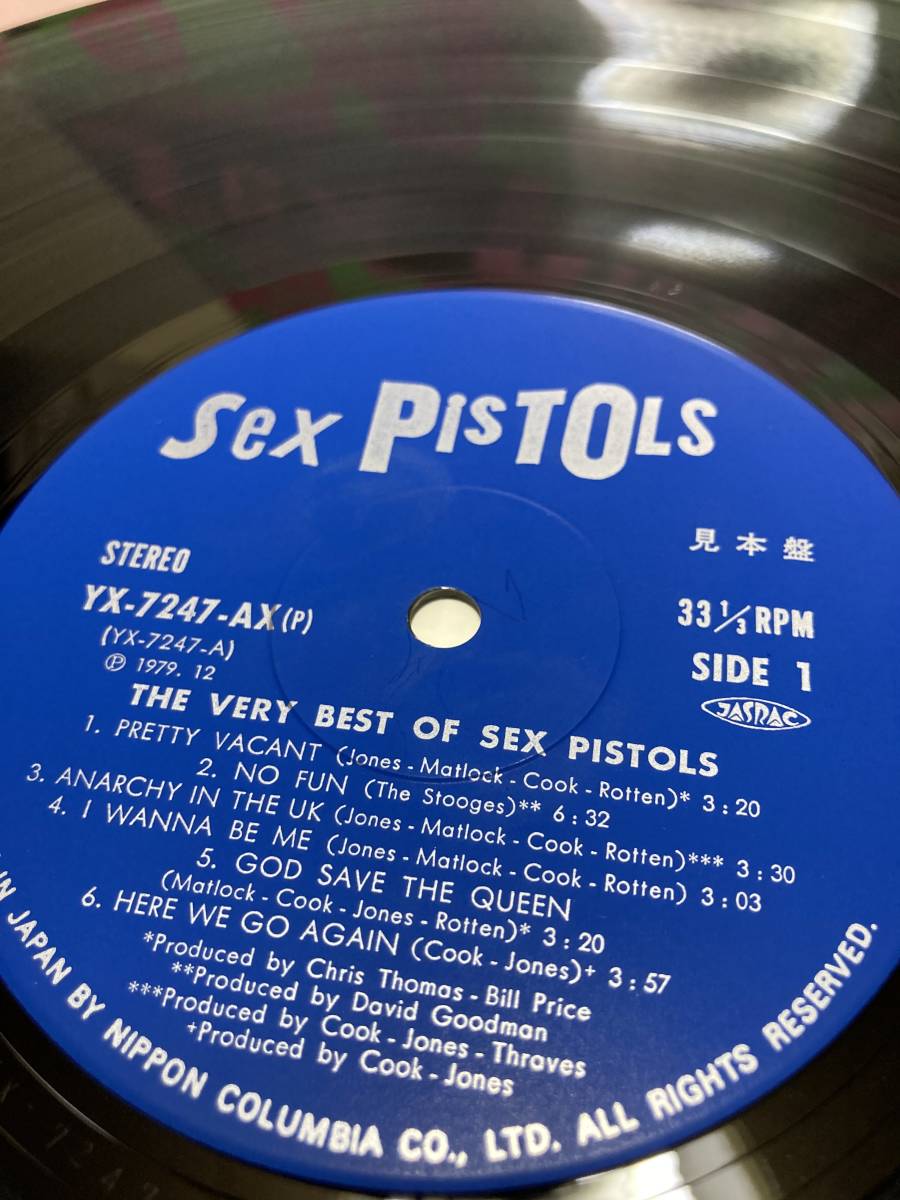 Sex PisTOLS
STEREO
見本盤
YX-7247-AX(P)
33 1/3 RPM
(YX-7247-A)
SIDE 1
℗ 1979. 12
JASRAC
THE VERY BEST OF SEX PISTOLS
1. PRETTY VACANT (Jones - Matlock - Cook - Rotten)* 3:20
2. NO FUN (The Stooges)** 6:32
3. ANARCHY IN THE UK (Jones - Matlock - Cook - Rotten)*** 3:30
4. I WANNA BE ME (Jones - Matlock - Cook - Rotten) 3:03
5. GOD SAVE THE QUEEN
(Matlock - Cook - Jones - Rotten)* 3:20
6. HERE WE GO AGAIN (Cook - Jones)+ 3:57
*Produced by Chris Thomas - Bill Price
**Produced by David Goodman
***Produced by Cook - Jones - Thraves
+Produced by Cook - Jones
IN JAPAN BY NIPPON COLUMBIA CO., LTD. ALL RIGHTS RESERVED.